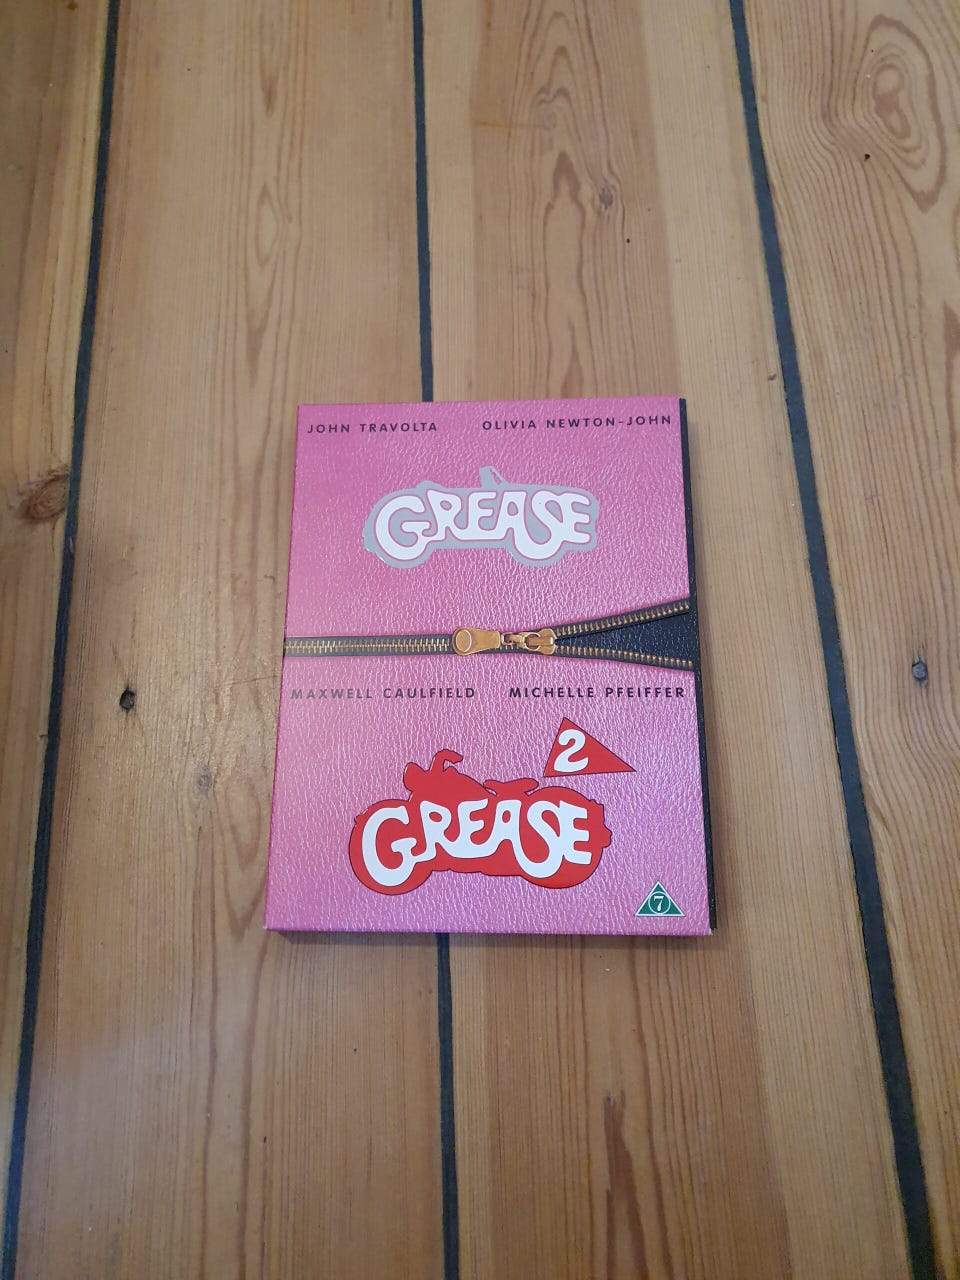 JOHN TRAVOLTA OLIVIA NEWTON-JOHN
GREASE
MAXWELL CAULFIELD MICHELLE PFEIFFER
2
GREASE
7